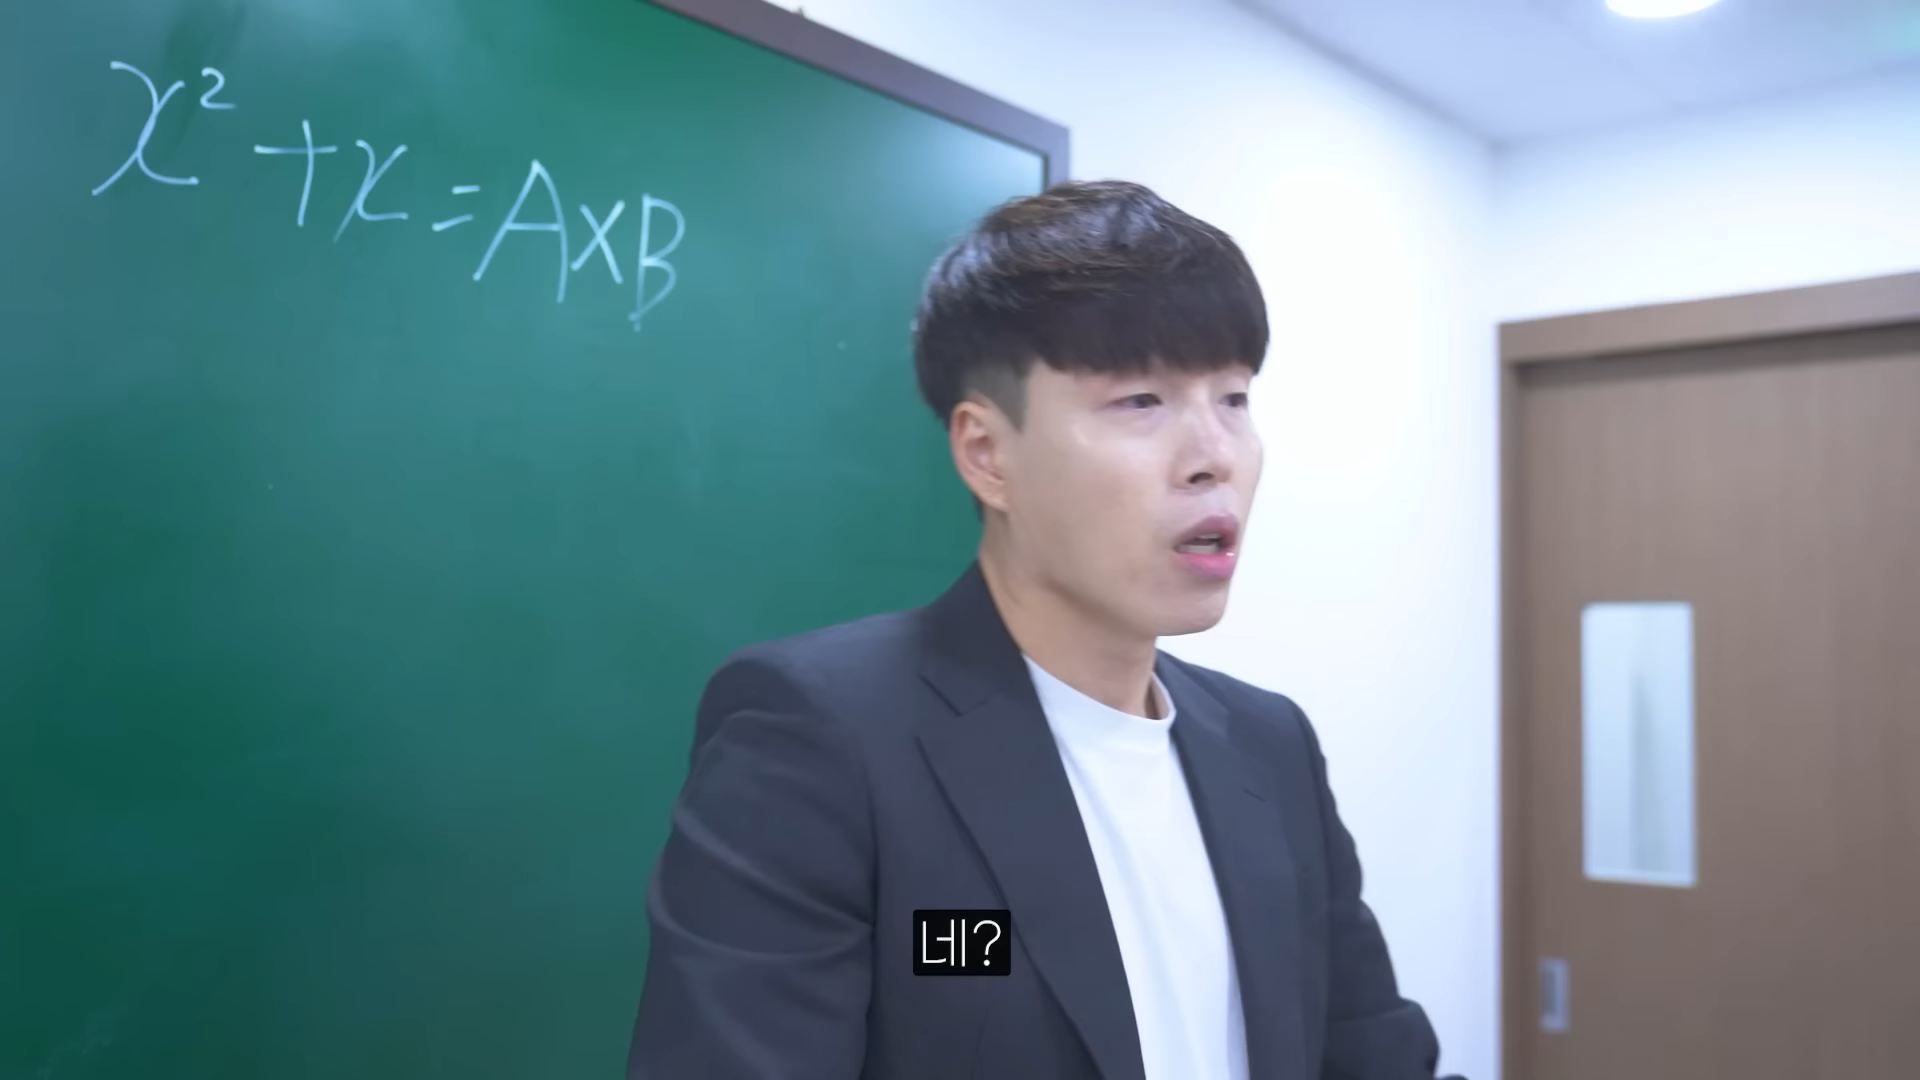 x² + x = A×B
네?